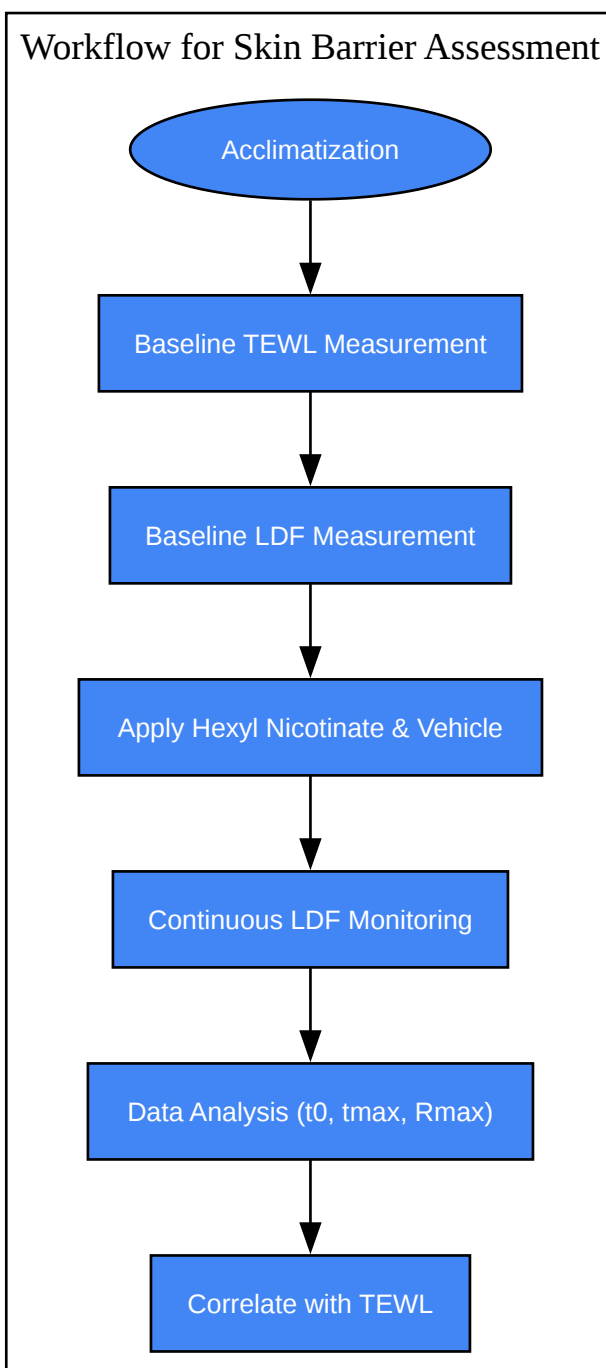 Workflow for Skin Barrier Assessment
Acclimatization
Baseline TEWL Measurement
Baseline LDF Measurement
Apply Hexyl Nicotinate & Vehicle
Continuous LDF Monitoring
Data Analysis (t0, tmax, Rmax)
Correlate with TEWL